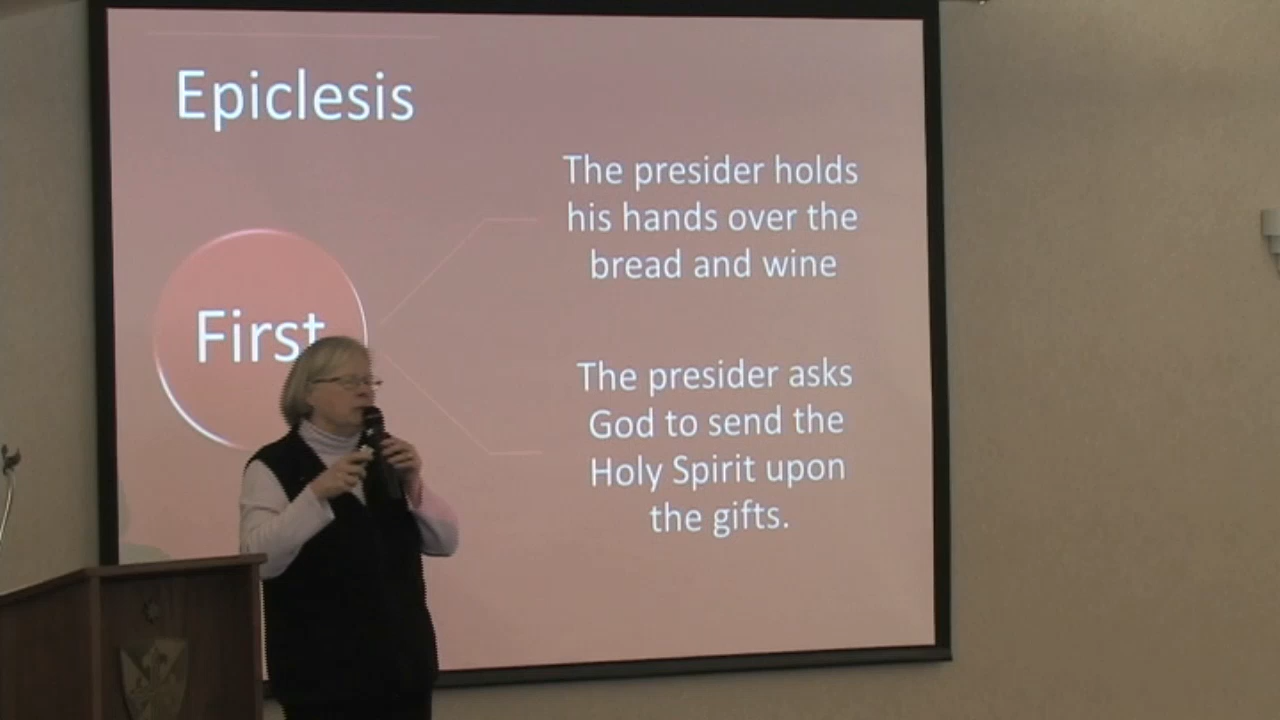 Epiclesis
First
The presider holds
his hands over the
bread and wine
The presider asks
God to send the
Holy Spirit upon
the gifts.